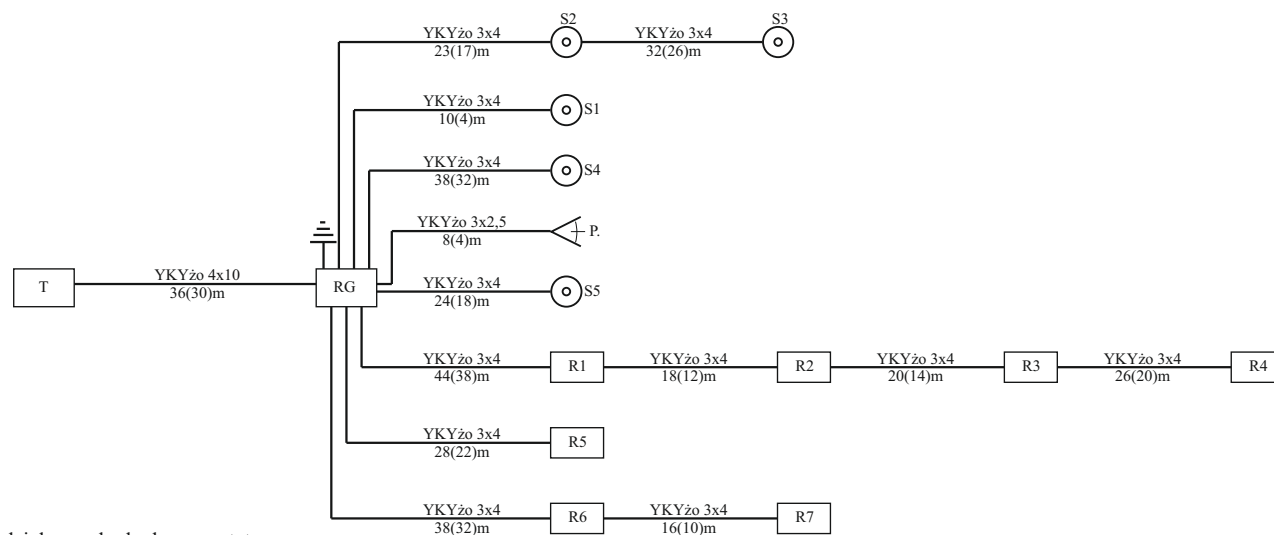 S2
S3
YKYżo 3x4
23(17)m
YKYżo 3x4
32(26)m
YKYżo 3x4
10(4)m
S1
YKYżo 3x4
38(32)m
S4
YKYżo 3x2,5
8(4)m
P.
T
YKYżo 4x10
36(30)m
RG
YKYżo 3x4
24(18)m
S5
YKYżo 3x4
44(38)m
R1
YKYżo 3x4
18(12)m
R2
YKYżo 3x4
20(14)m
R3
YKYżo 3x4
26(20)m
R4
YKYżo 3x4
28(22)m
R5
YKYżo 3x4
38(32)m
R6
YKYżo 3x4
16(10)m
R7